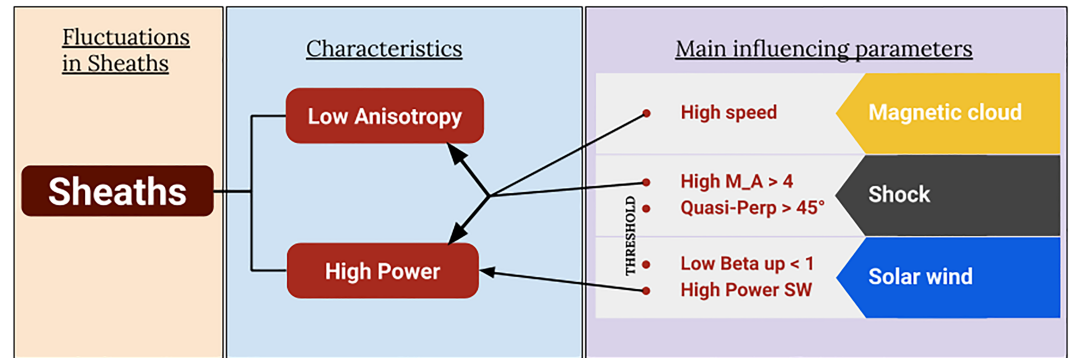 Fluctuations
in Sheaths
Characteristics
Main influencing parameters
Sheaths
Low Anisotropy
High Power
High speed
Magnetic cloud
High M_A > 4
Quasi-Perp > 45°
Shock
THRESHOLD
Low Beta up < 1
High Power SW
Solar wind